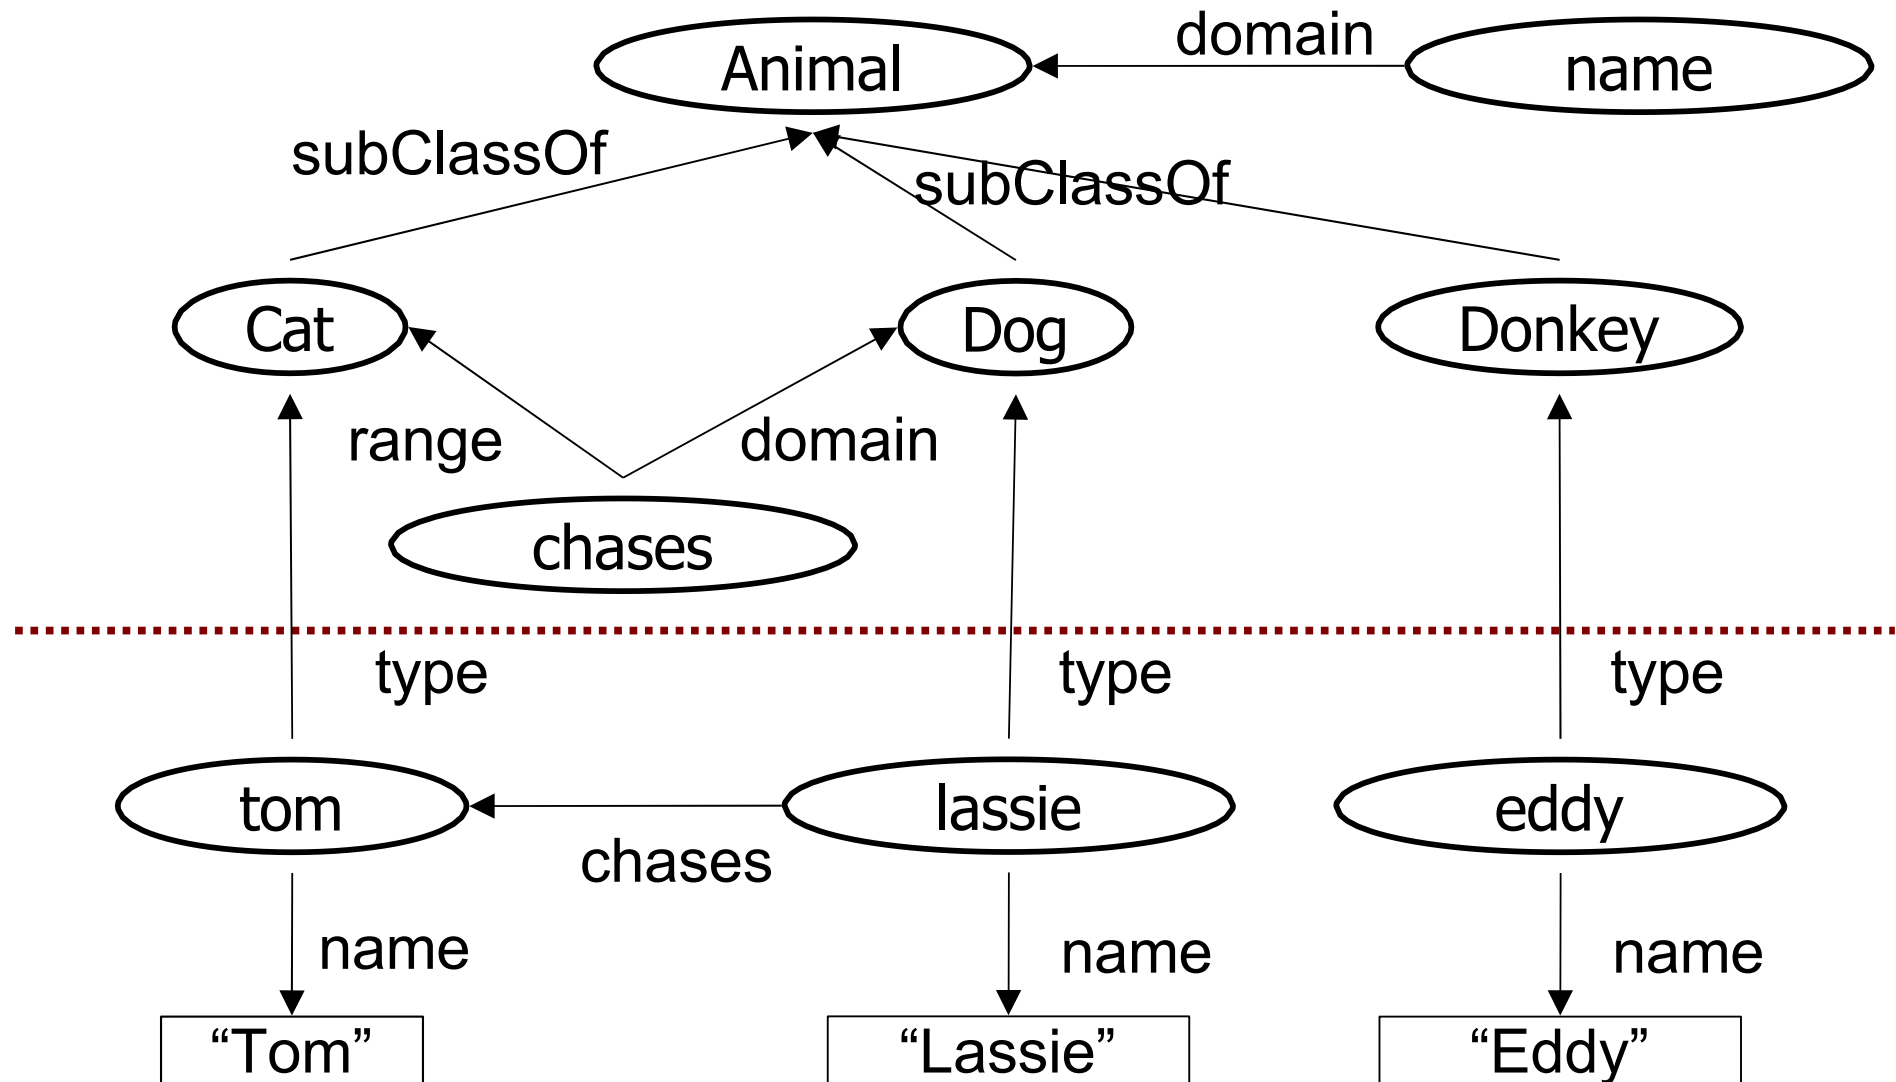 Animal
domain
name
subClassOf
subClassOf
Cat
Dog
Donkey
range
domain
chases
type
type
type
tom
lassie
eddy
chases
name
name
name
“Tom”
“Lassie”
“Eddy”